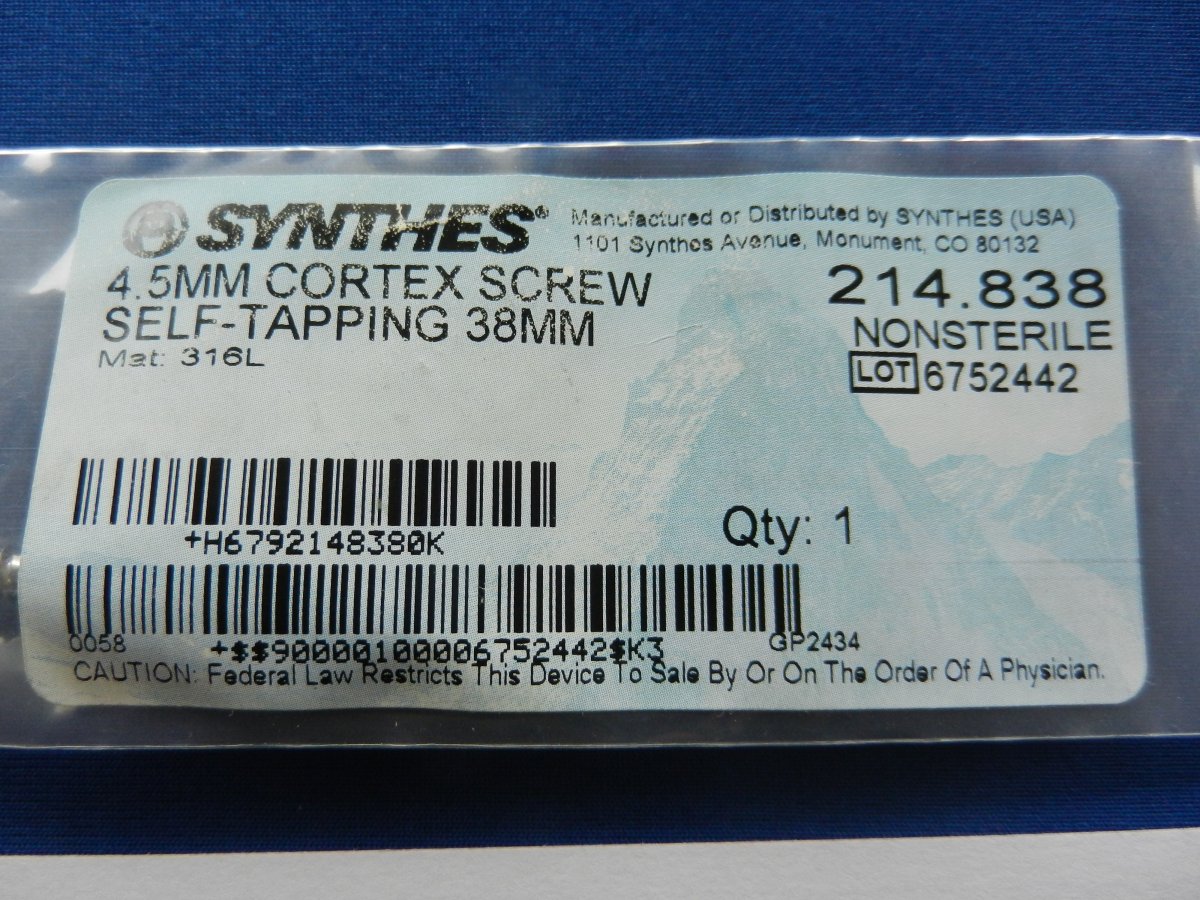 SYNTHES® Manufactured or Distributed by SYNTHES (USA)
1101 Synthes Avenue, Monument, CO 80132
4.5MM CORTEX SCREW
SELF-TAPPING 38MM
Mat: 316L
214.838
NONSTERILE
LOT 6752442
+H6792148380K
Qty: 1
0058 +$$90000100006752442$K3 GP2434
CAUTION: Federal Law Restricts This Device To Sale By Or On The Order Of A Physician.